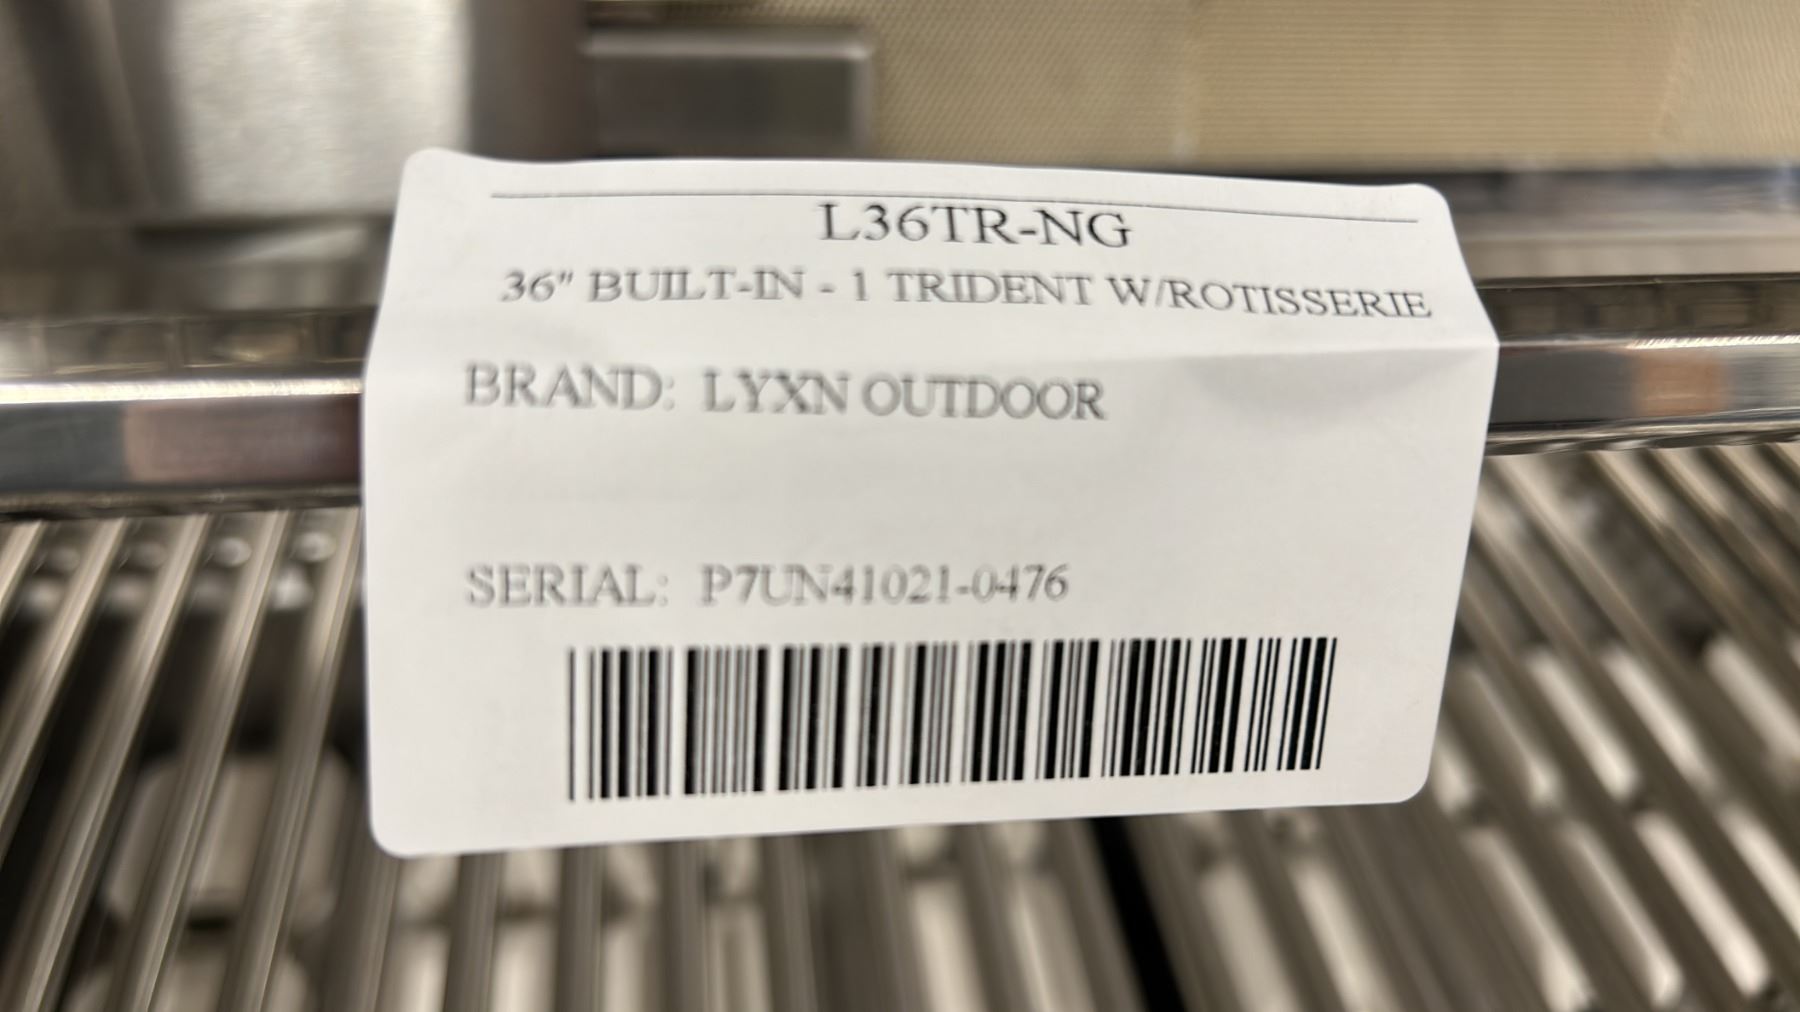 L36TR-NG
36" BUILT-IN - 1 TRIDENT W/ROTISSERIE
BRAND: LYXN OUTDOOR
SERIAL: P7UN41021-0476